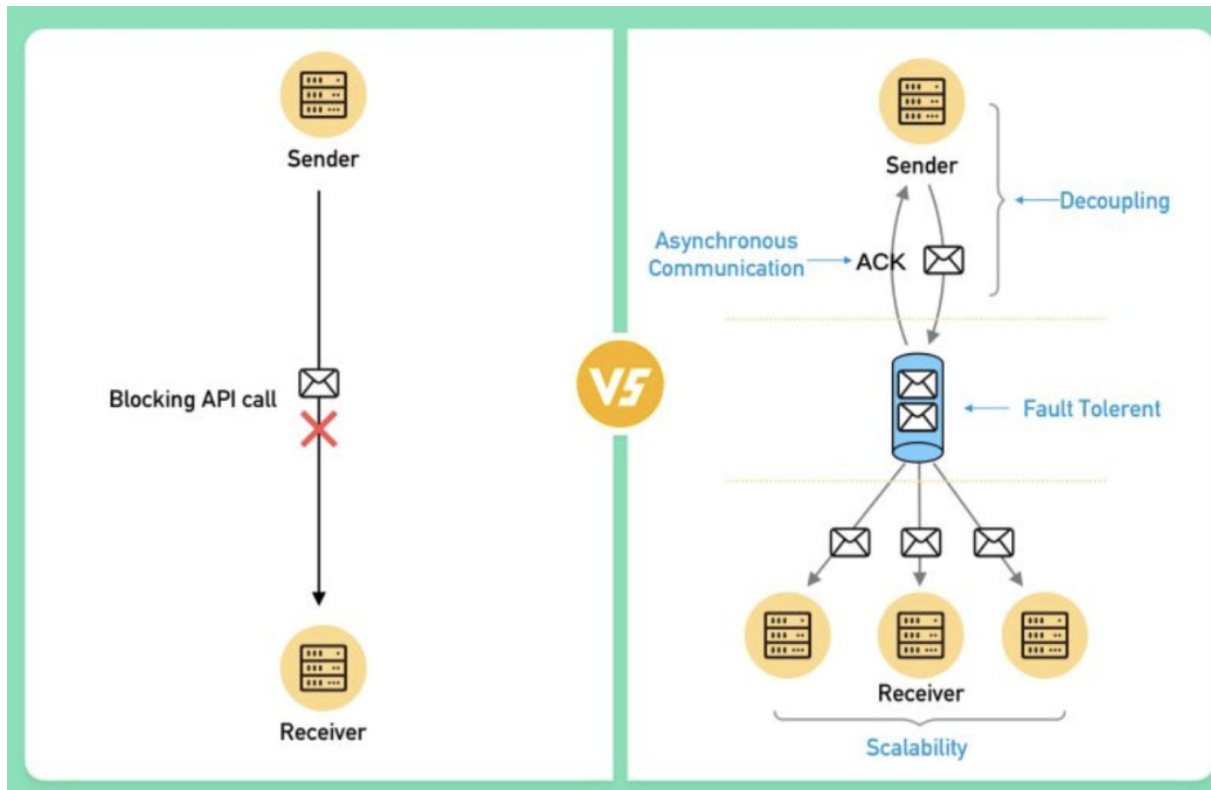 Sender
Blocking API call
Receiver
VS
Sender
Decoupling
Asynchronous
Communication
ACK
Fault Tolerent
Receiver
Scalability